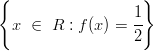 { x ∈ R : f(x) = 1/2 }